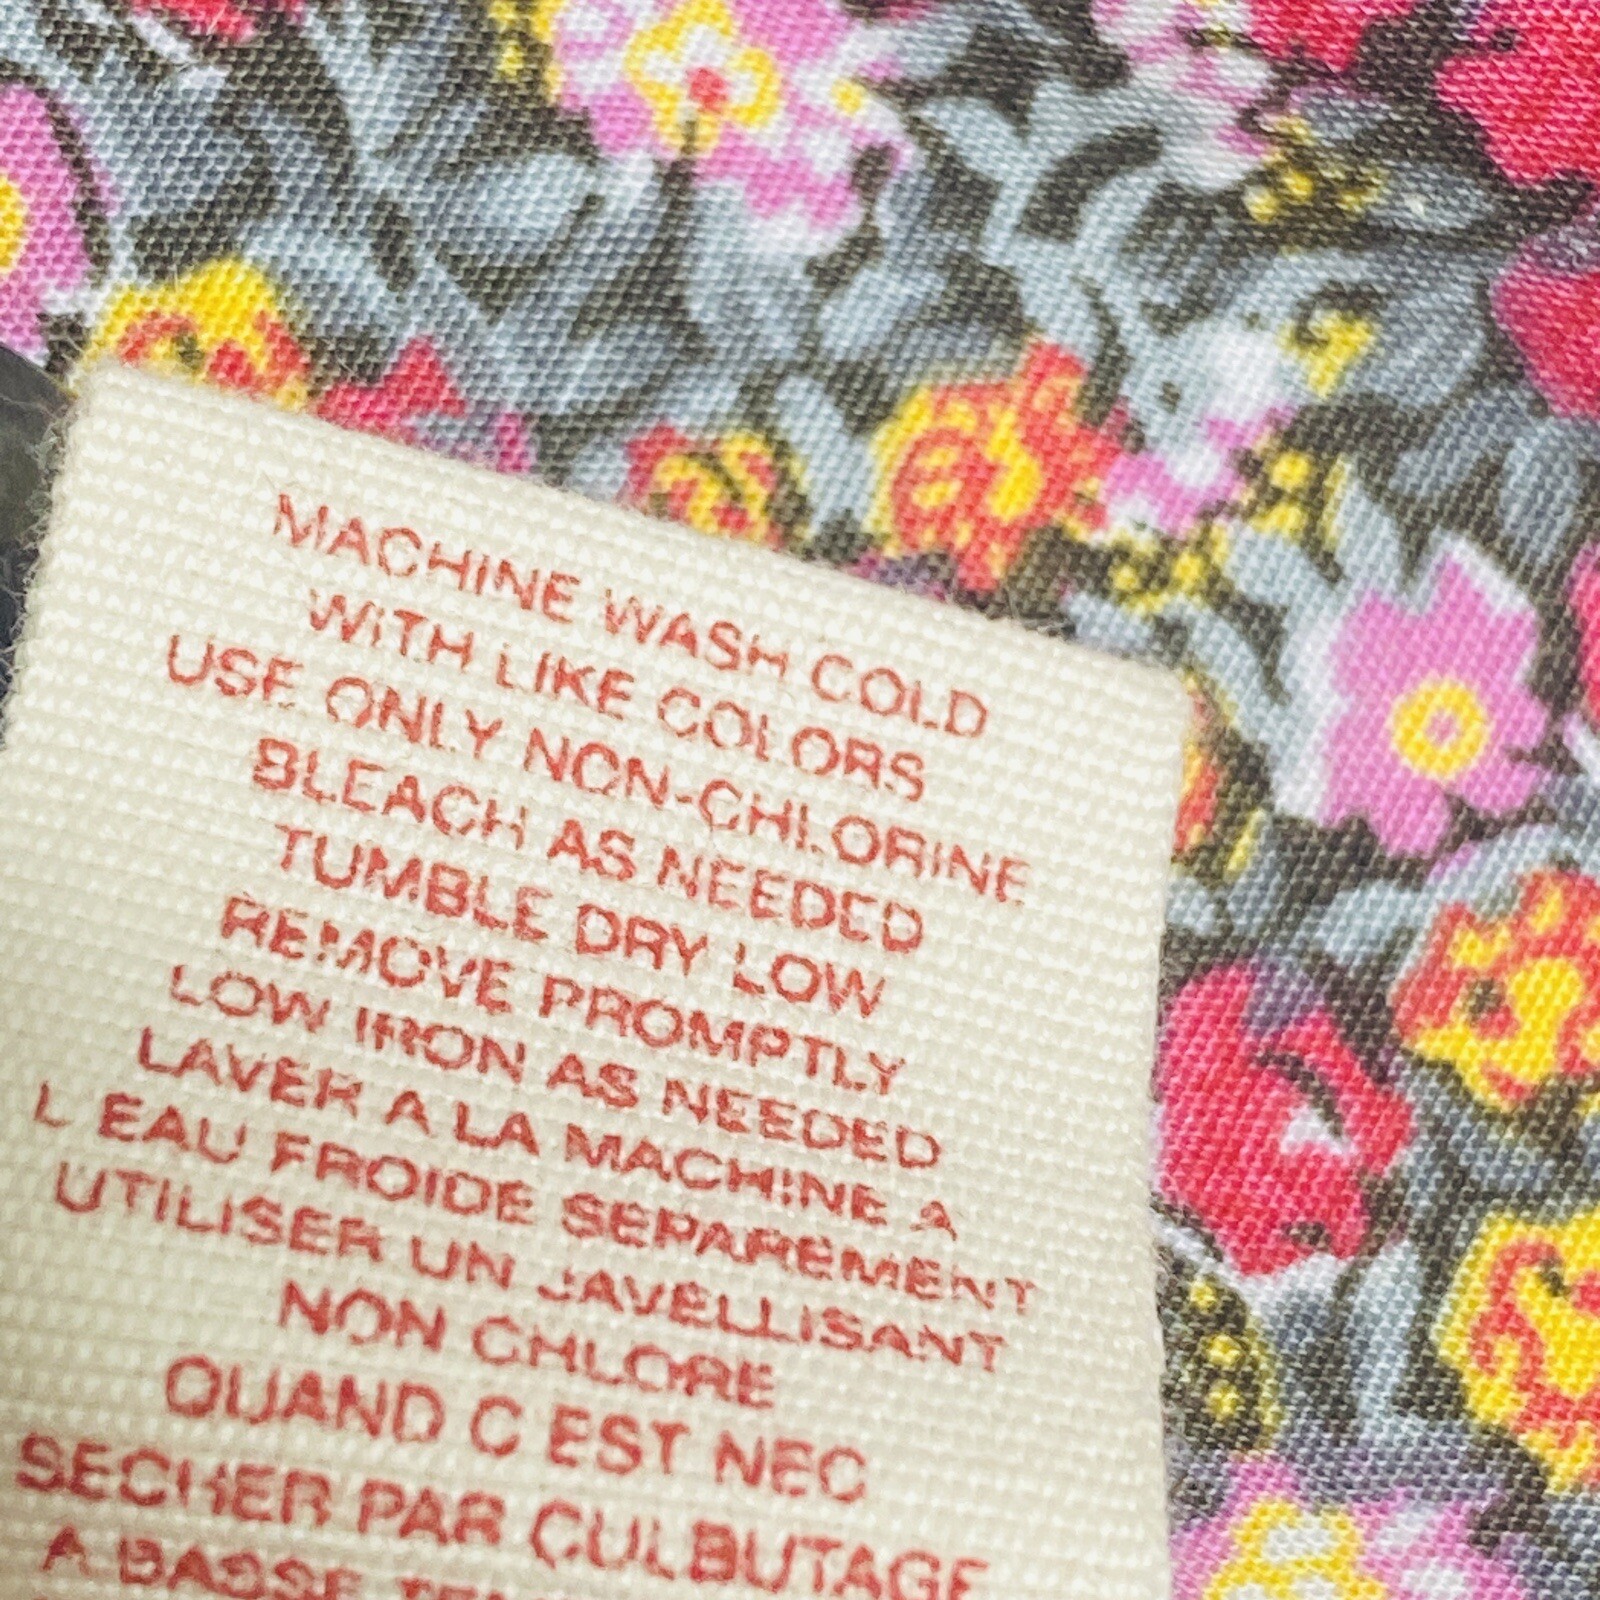 MACHINE WASH COLD
WITH LIKE COLORS
USE ONLY NON-CHLORINE
BLEACH AS NEEDED
TUMBLE DRY LOW
REMOVE PROMPTLY
LOW IRON AS NEEDED
LAVER A LA MACHINE A
L EAU FROIDE SEPAREMENT
UTILISER UN JAVELLISANT
NON CHLORE
QUAND C EST NEC
SECHER PAR CULBUTAGE
A BASSE